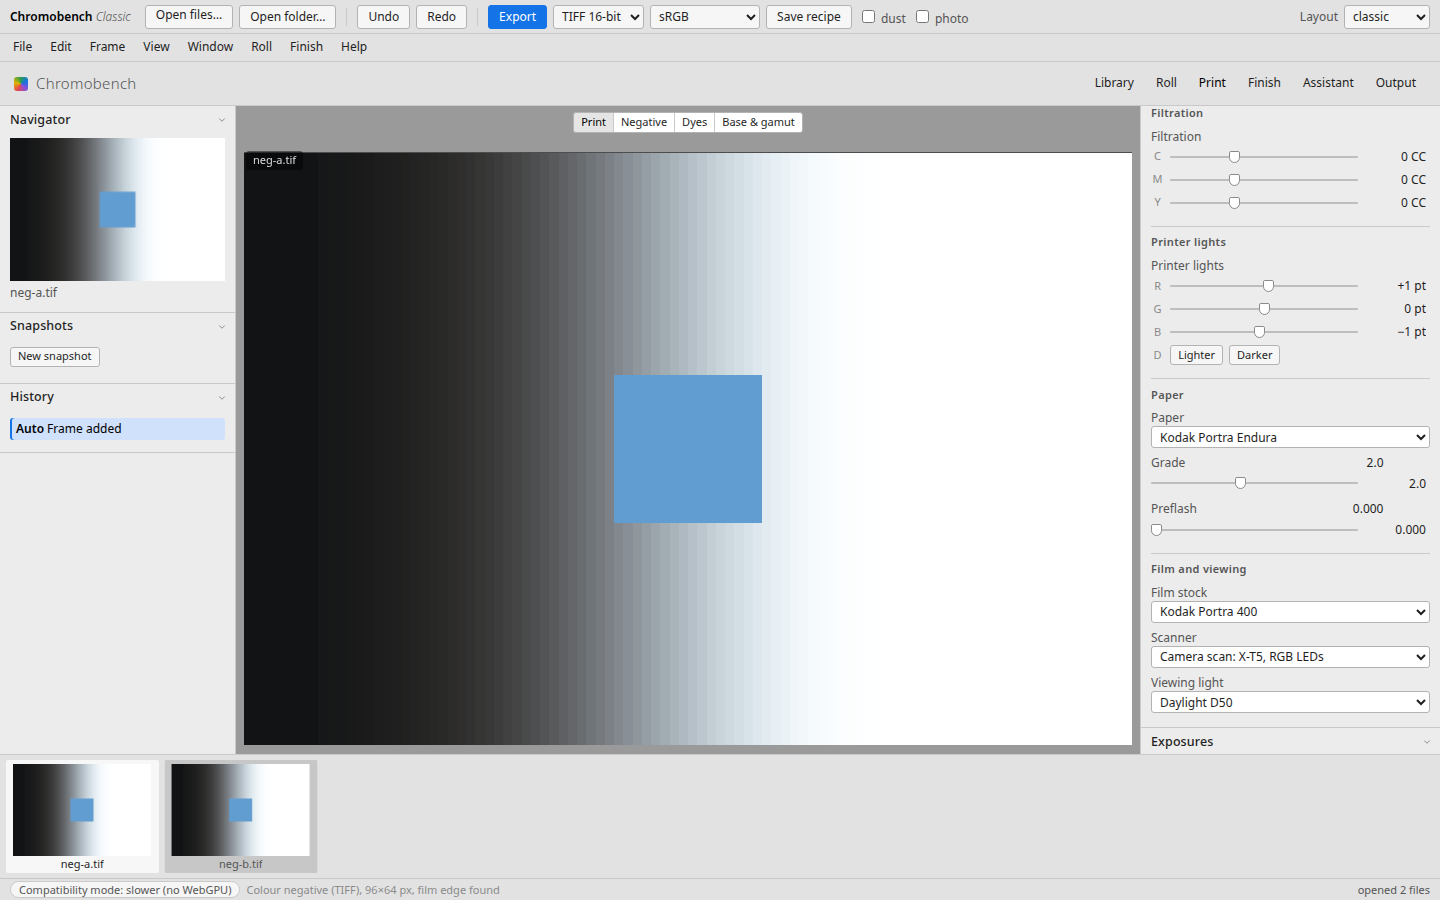 Chromobench Classic Open files... Open folder... Undo Redo Export TIFF 16-bit sRGB Save recipe dust photo Layout classic
File Edit Frame View Window Roll Finish Help
Chromobench Library Roll Print Finish Assistant Output
Navigator
neg-a.tif
Snapshots
New snapshot
History
Auto Frame added
Print Negative Dyes Base & gamut
neg-a.tif
Filtration
Filtration
C 0 CC
M 0 CC
Y 0 CC
Printer lights
Printer lights
R +1 pt
G 0 pt
B −1 pt
D Lighter Darker
Paper
Paper
Kodak Portra Endura
Grade 2.0
2.0
Preflash 0.000
0.000
Film and viewing
Film stock
Kodak Portra 400
Scanner
Camera scan: X-T5, RGB LEDs
Viewing light
Daylight D50
Exposures
neg-a.tif neg-b.tif
Compatibility mode: slower (no WebGPU) Colour negative (TIFF), 96×64 px, film edge found opened 2 files